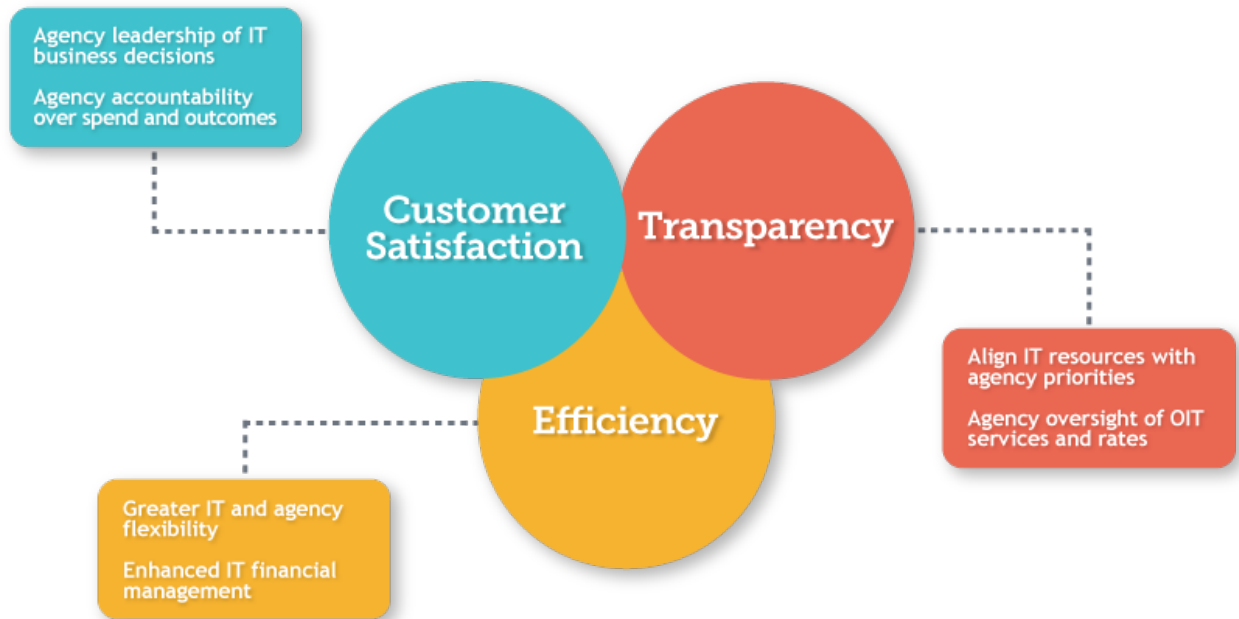 Agency leadership of IT
business decisions
Agency accountability
over spend and outcomes
Customer
Satisfaction
Transparency
Align IT resources with
agency priorities
Agency oversight of OIT
services and rates
Efficiency
Greater IT and agency
flexibility
Enhanced IT financial
management